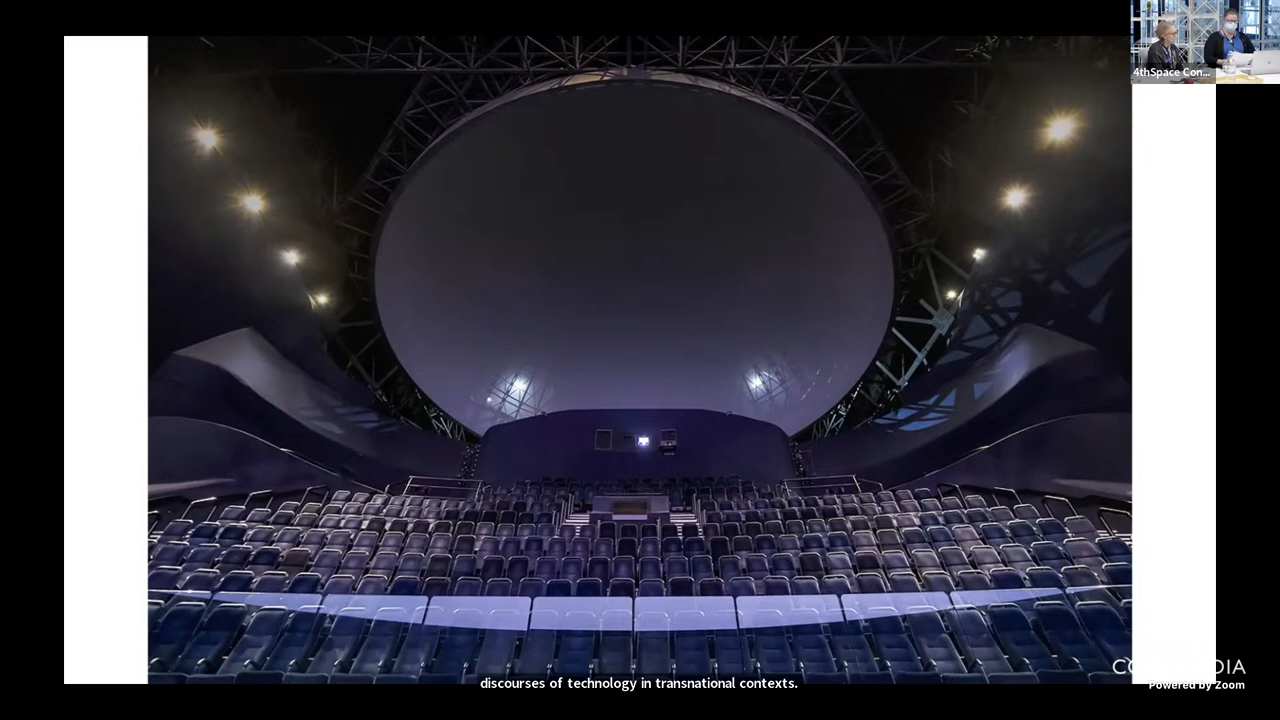 4thSpace Con...
discourses of technology in transnational contexts.
Powered by Zoom